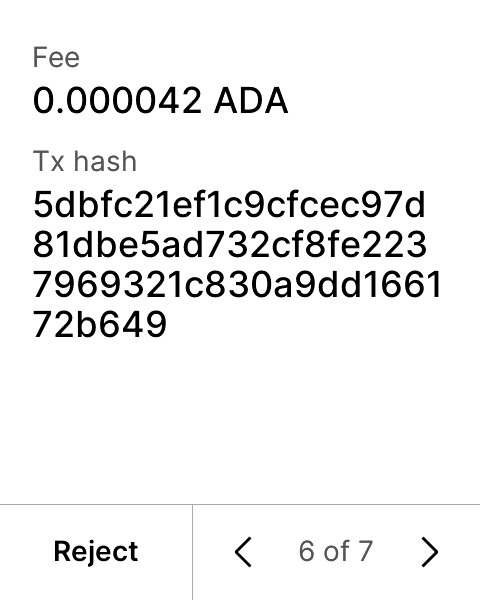 Fee
0.000042 ADA
Tx hash
5dbfc21ef1c9cfcec97d
81dbe5ad732cf8fe223
7969321c830a9dd1661
72b649
Reject
6 of 7